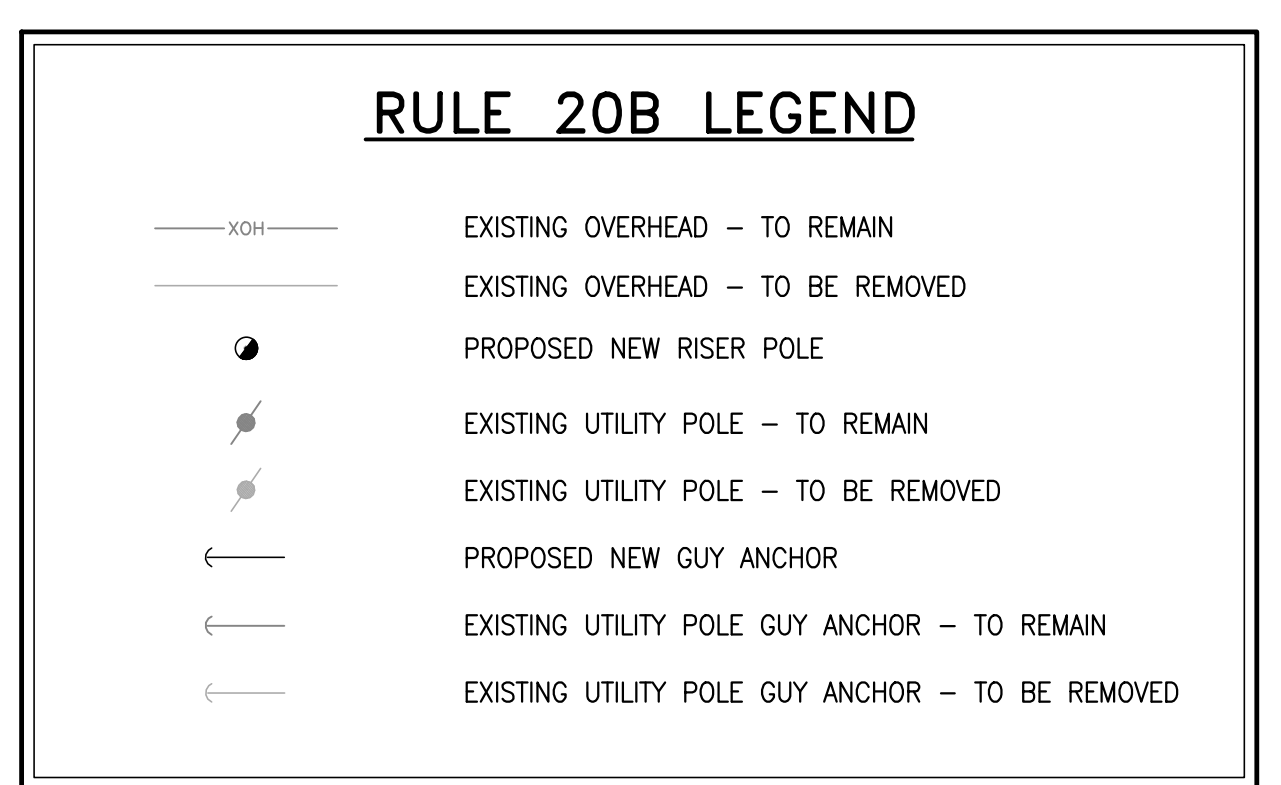 RULE 20B LEGEND
XOH EXISTING OVERHEAD – TO REMAIN
EXISTING OVERHEAD – TO BE REMOVED
PROPOSED NEW RISER POLE
EXISTING UTILITY POLE – TO REMAIN
EXISTING UTILITY POLE – TO BE REMOVED
PROPOSED NEW GUY ANCHOR
EXISTING UTILITY POLE GUY ANCHOR – TO REMAIN
EXISTING UTILITY POLE GUY ANCHOR – TO BE REMOVED